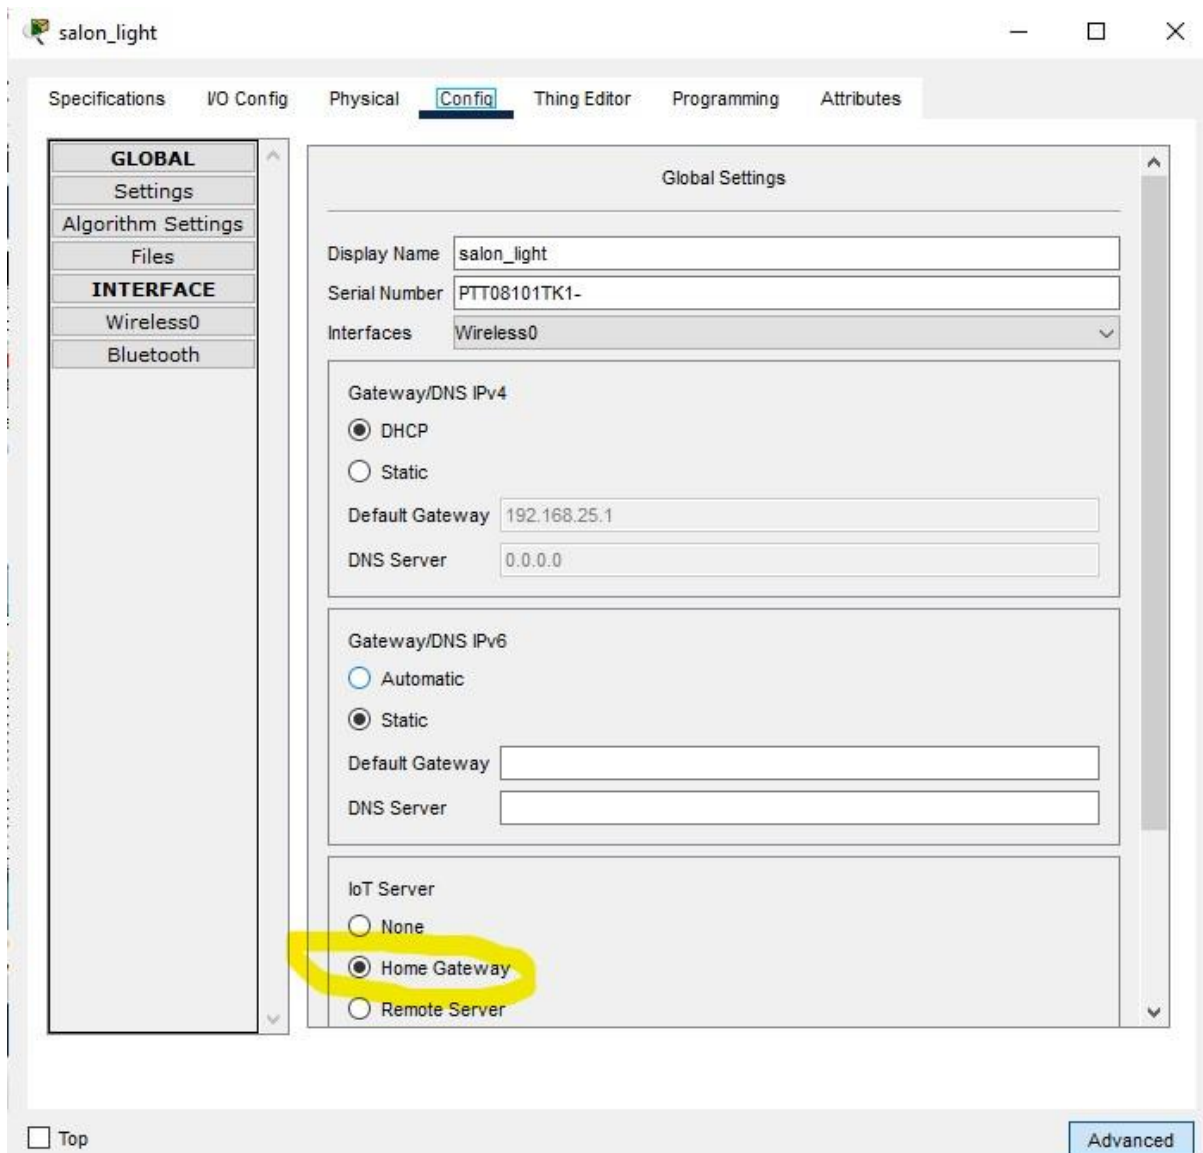 salon_light
Specifications I/O Config Physical Config Thing Editor Programming Attributes
GLOBAL
Settings
Algorithm Settings
Files
INTERFACE
Wireless0
Bluetooth
Global Settings
Display Name salon_light
Serial Number PTT08101TK1-
Interfaces Wireless0
Gateway/DNS IPv4
DHCP
Static
Default Gateway 192.168.25.1
DNS Server 0.0.0.0
Gateway/DNS IPv6
Automatic
Static
Default Gateway
DNS Server
IoT Server
None
Home Gateway
Remote Server
Top
Advanced